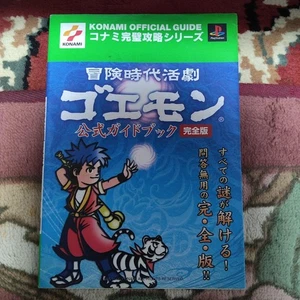 KONAMI OFFICIAL GUIDE
コナミ完璧攻略シリーズ
KONAMI
PlayStation
冒険時代活劇
ゴエモン
公式ガイドブック 完全版
すべての謎が解ける!
問答無用の完・全・版!!